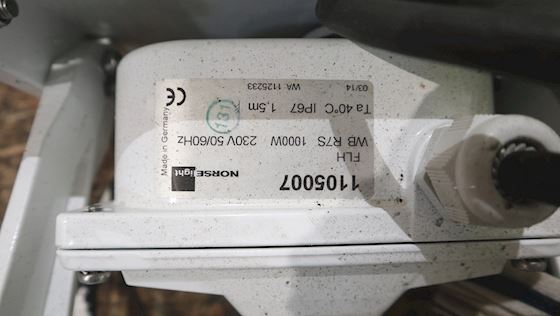 1105007
NORSElight
FLH
WB R7S 1000W 230V 50/60Hz
Made in Germany
Ta 40°C IP67 1,5m
131
CE
03/14 WA 1125233